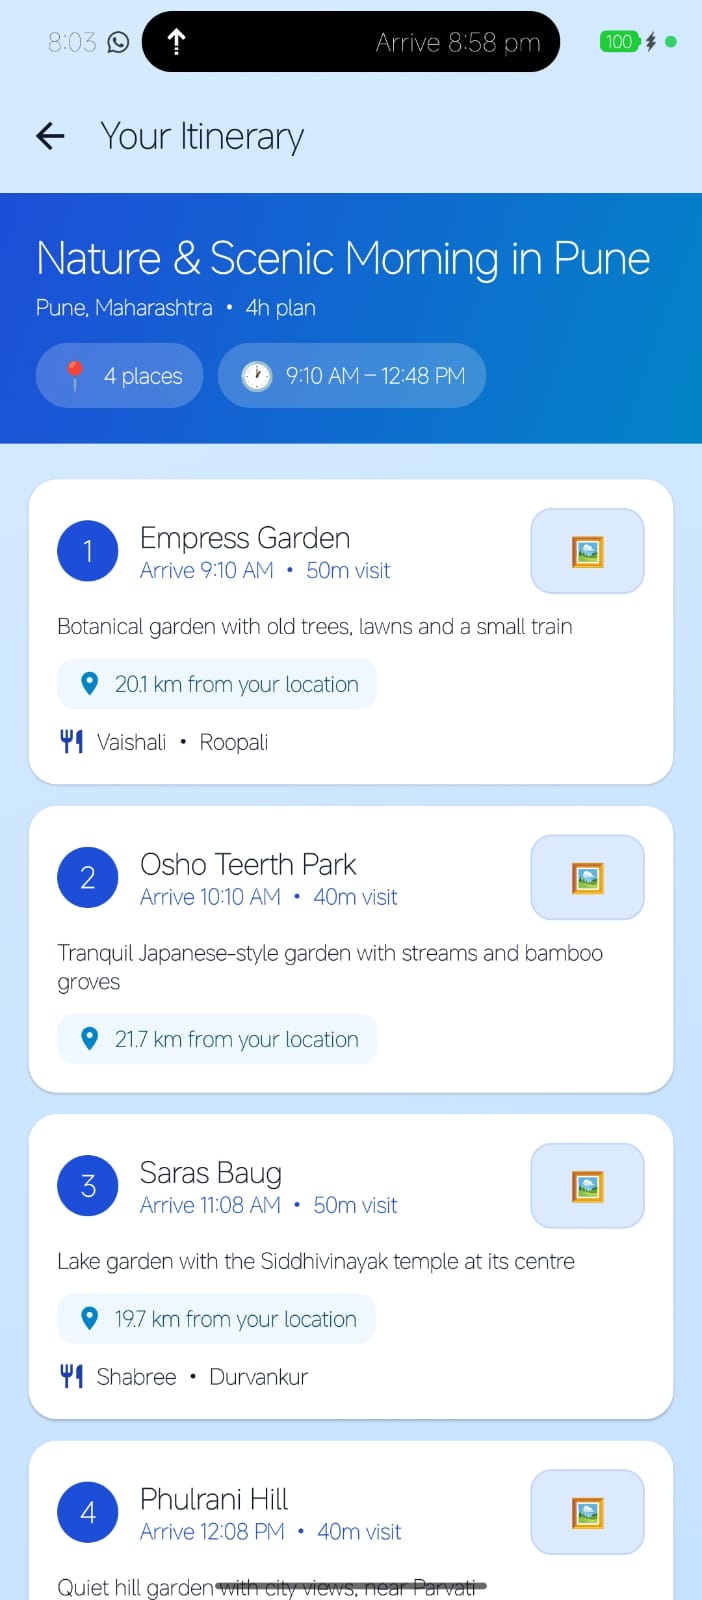 8:03
Arrive 8:58 pm
100
Your Itinerary
Nature & Scenic Morning in Pune
Pune, Maharashtra • 4h plan
4 places
9:10 AM – 12:48 PM
1
Empress Garden
Arrive 9:10 AM • 50m visit
Botanical garden with old trees, lawns and a small train
20.1 km from your location
Vaishali • Roopali
2
Osho Teerth Park
Arrive 10:10 AM • 40m visit
Tranquil Japanese-style garden with streams and bamboo
groves
21.7 km from your location
3
Saras Baug
Arrive 11:08 AM • 50m visit
Lake garden with the Siddhivinayak temple at its centre
19.7 km from your location
Shabree • Durvankur
4
Phulrani Hill
Arrive 12:08 PM • 40m visit
Quiet hill garden with city views, near Parvati